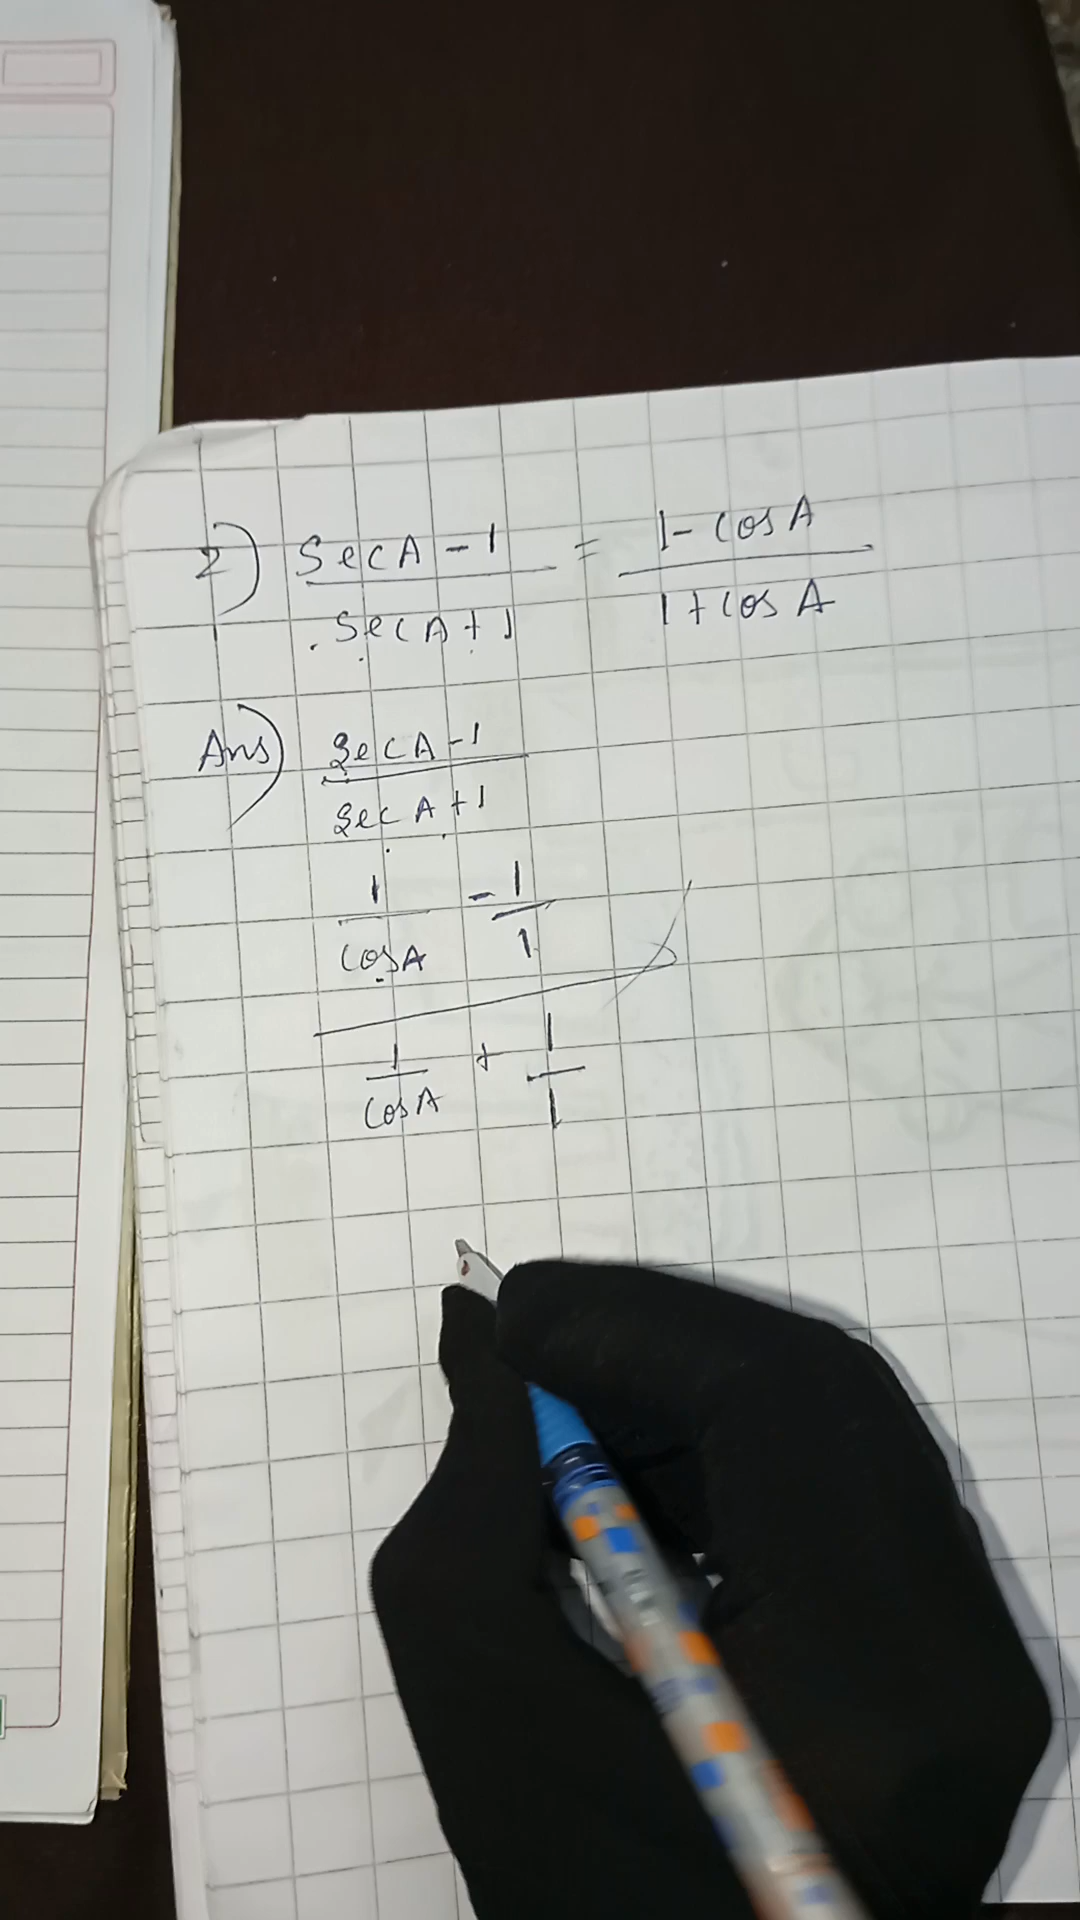 2) SecA - 1 = 1 - cosA
SecA + 1 1 + cosA
Ans) SecA - 1
SecA + 1
1 - 1
cosA 1
1 + 1
cosA 1